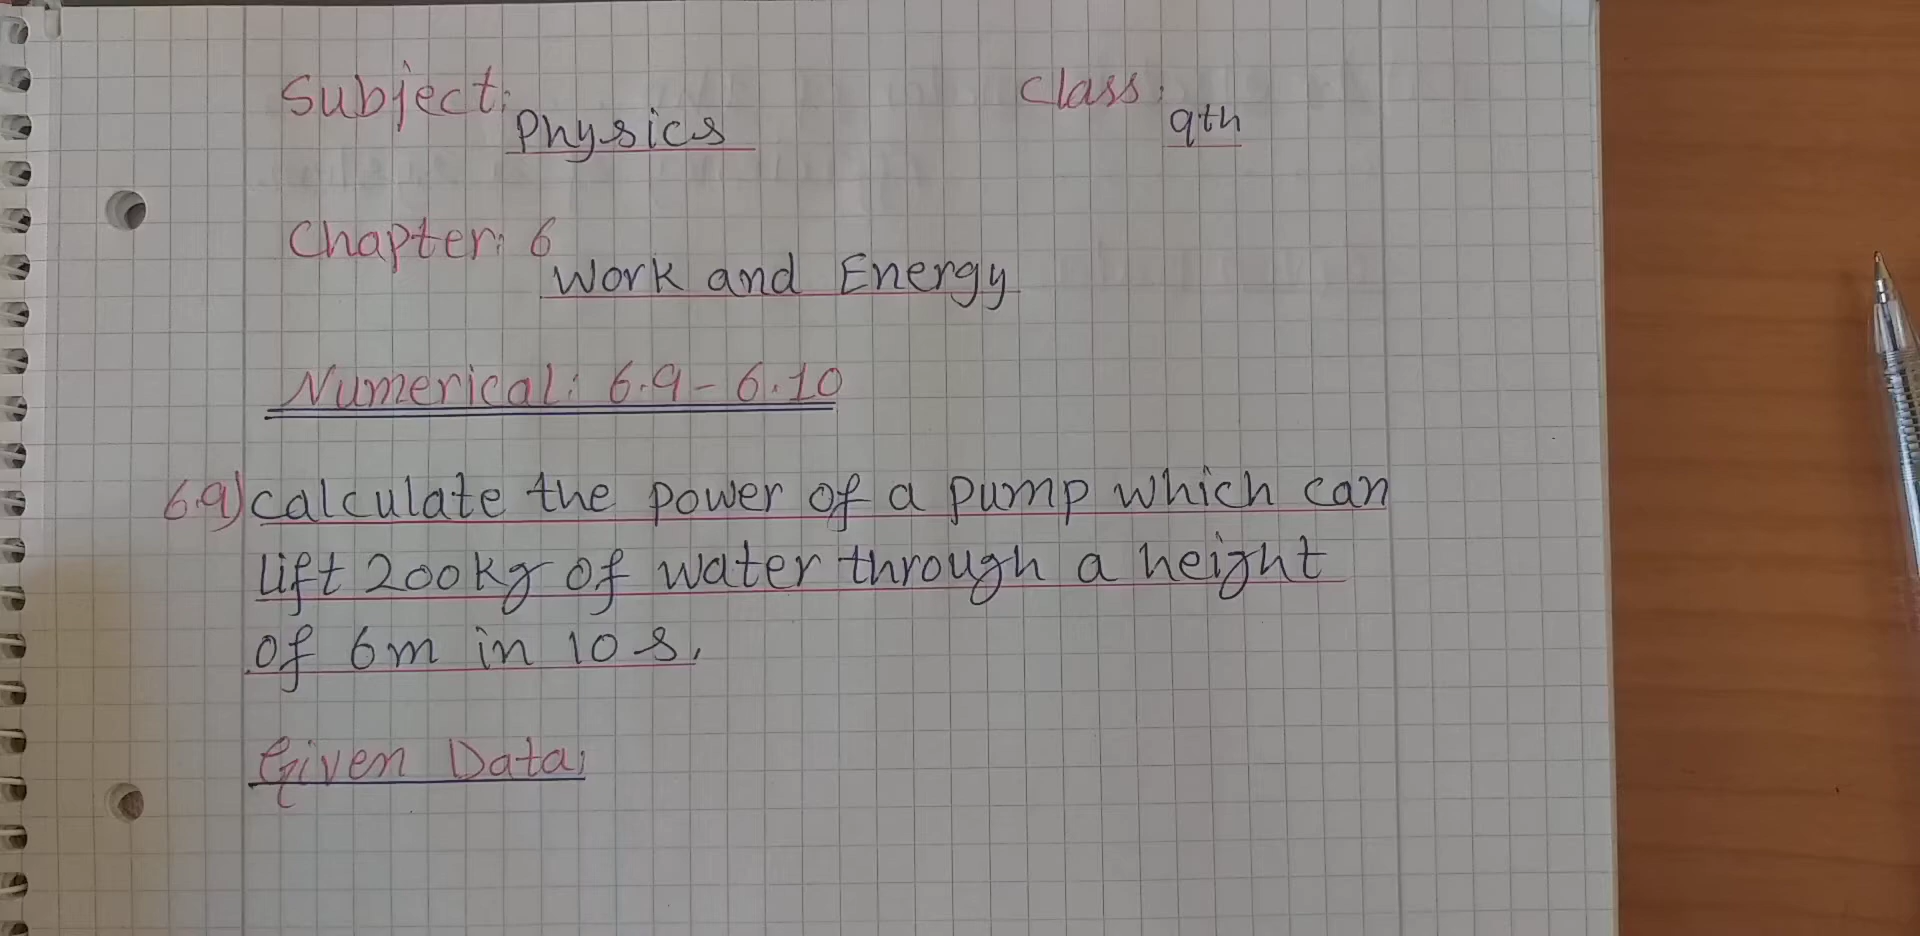 Subject: Physics Class: 9th
Chapter: 6 Work and Energy
Numerical: 6.9 - 6.10
6.9) Calculate the power of a pump which can
lift 200kg of water through a height
of 6m in 10 s.
Given Data: